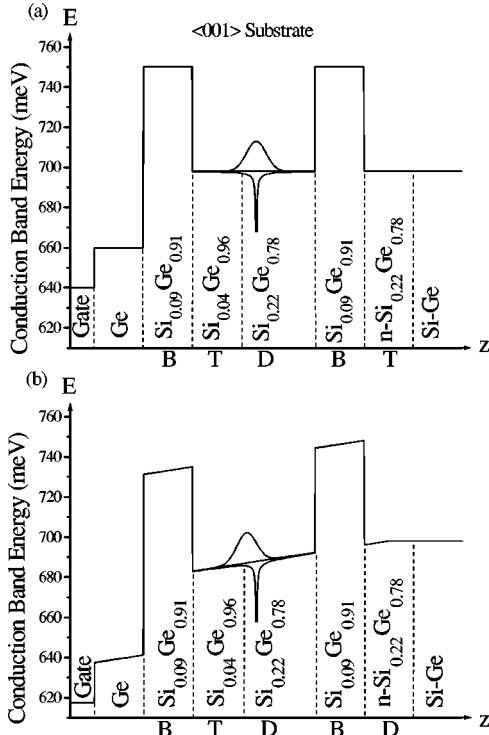 (a)
E
<001> Substrate
Conduction Band Energy (meV)
760
740
720
700
680
660
640
620
Gate
Ge
Si0.09Ge0.91
Si0.04Ge0.96
Si0.22Ge0.78
Si0.09Ge0.91
n-Si0.22Ge0.78
Si-Ge
z
B T D B T
(b)
E
Conduction Band Energy (meV)
760
740
720
700
680
660
640
620
Gate
Ge
Si0.09Ge0.91
Si0.04Ge0.96
Si0.22Ge0.78
Si0.09Ge0.91
n-Si0.22Ge0.78
Si-Ge
z
B T D B D